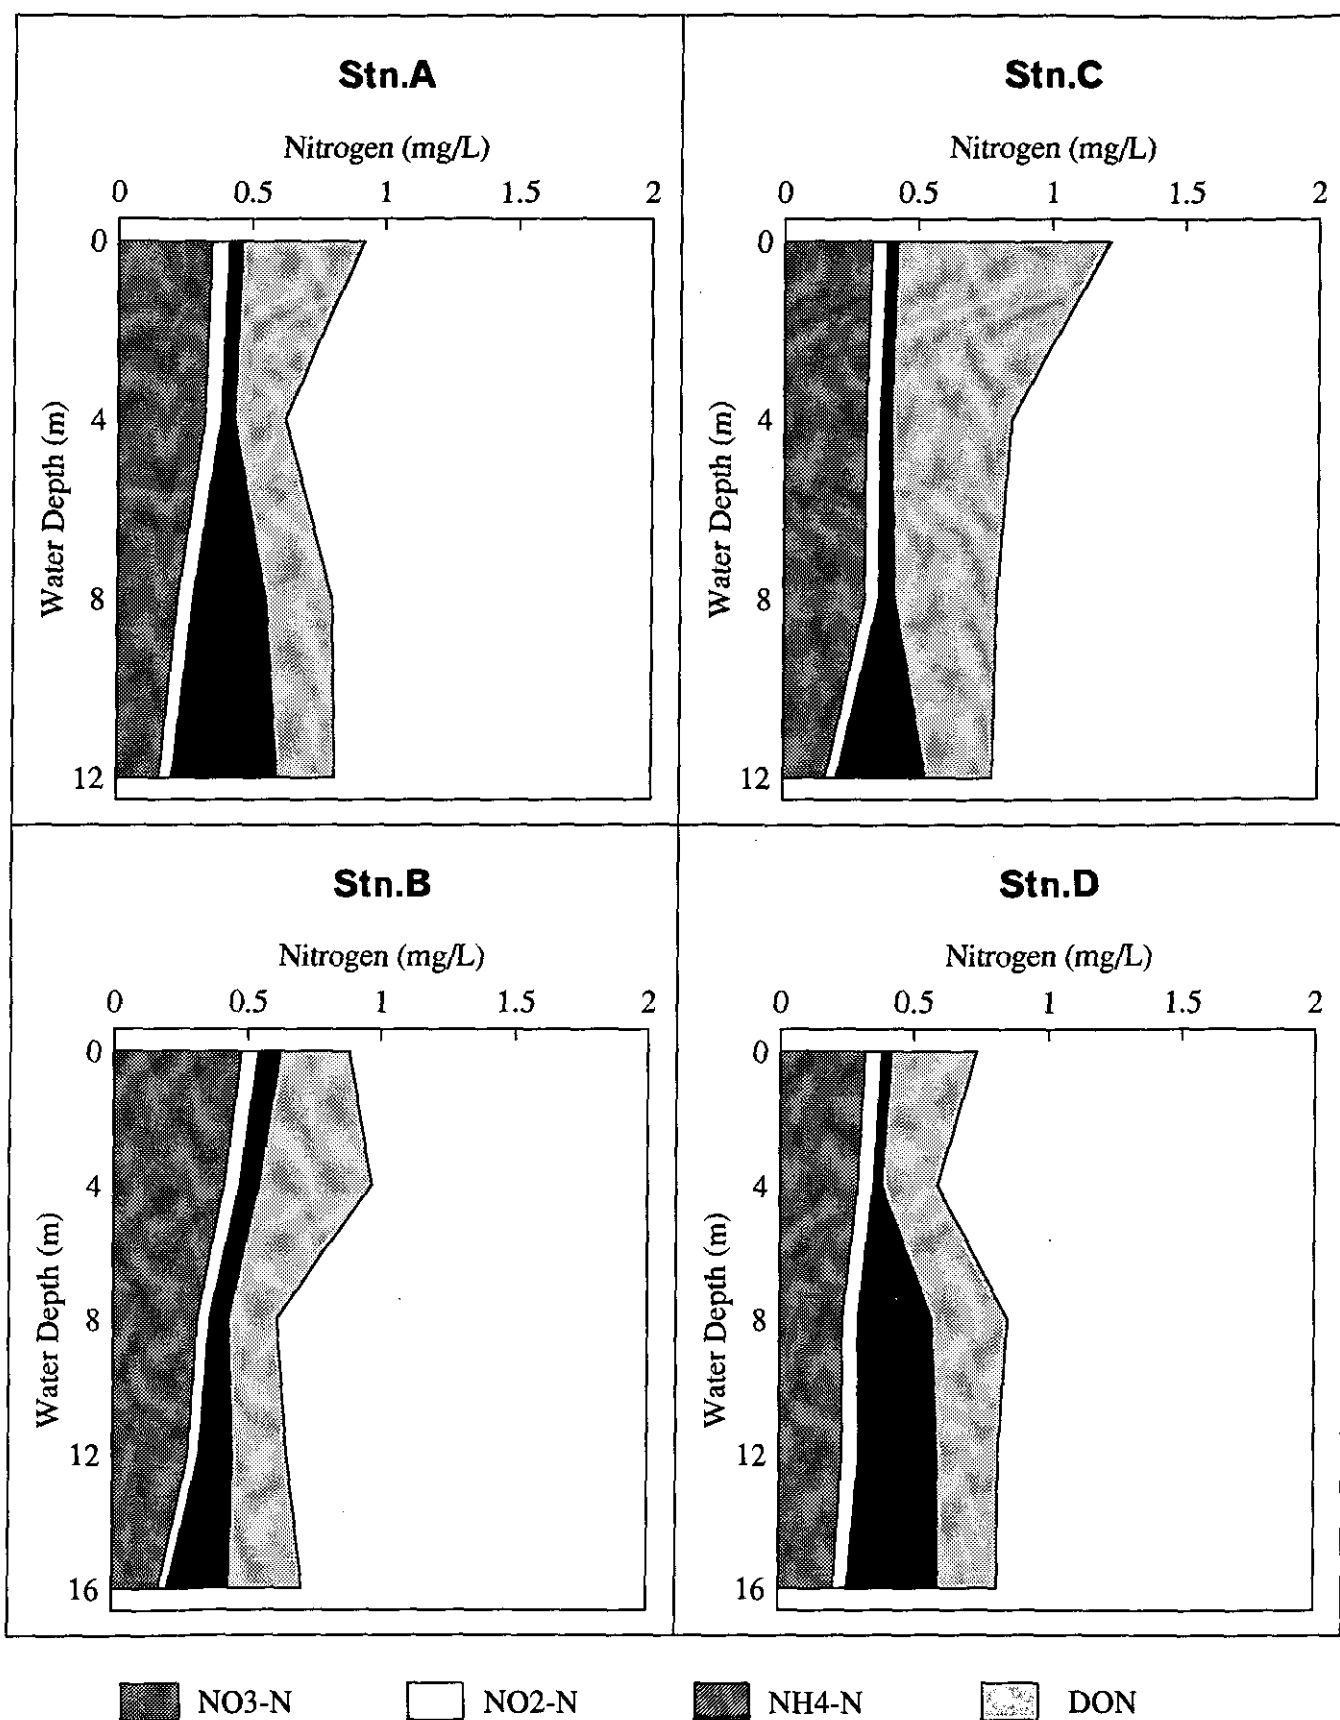 Stn.A
Nitrogen (mg/L)
0 0.5 1 1.5 2
Water Depth (m)
0
4
8
12
Stn.C
Nitrogen (mg/L)
0 0.5 1 1.5 2
Water Depth (m)
0
4
8
12
Stn.B
Nitrogen (mg/L)
0 0.5 1 1.5 2
Water Depth (m)
0
4
8
12
16
Stn.D
Nitrogen (mg/L)
0 0.5 1 1.5 2
Water Depth (m)
0
4
8
12
16
NO3-N NO2-N NH4-N DON